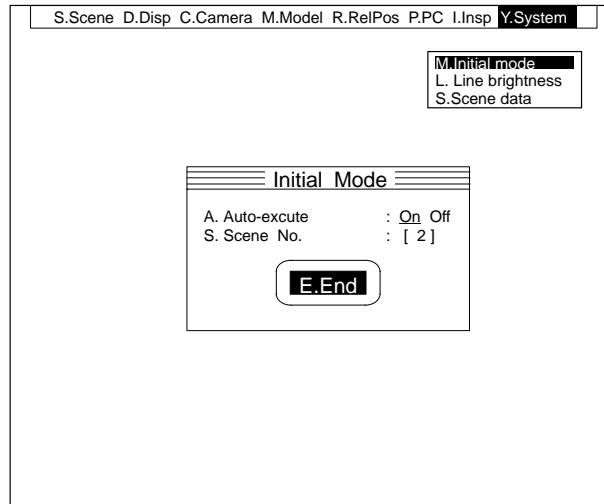 S.Scene D.Disp C.Camera M.Model R.RelPos P.PC I.Insp Y.System
M.Initial mode
L. Line brightness
S.Scene data
Initial Mode
A. Auto-excute : On Off
S. Scene No. : [ 2 ]
E.End